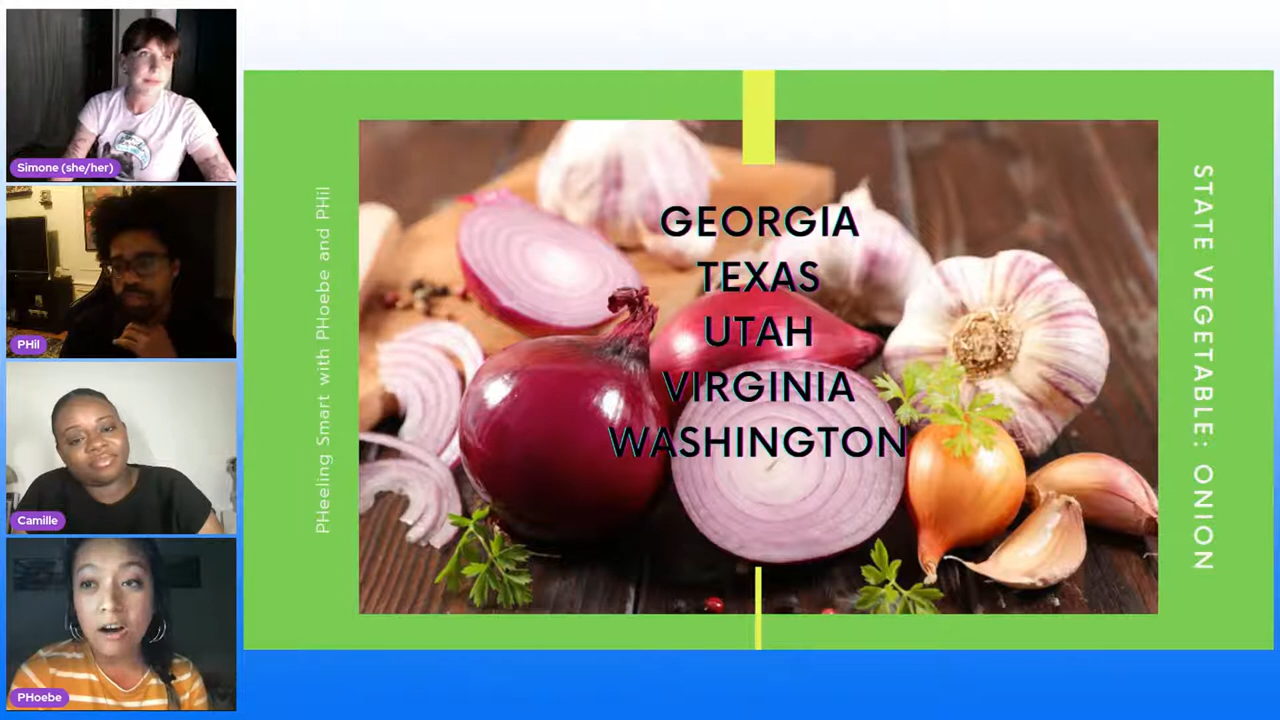 Simone (she/her)
PHil
Camille
PHoebe
PHeeling Smart with PHoebe and PHil
GEORGIA
TEXAS
UTAH
VIRGINIA
WASHINGTON
STATE VEGETABLE: ONION